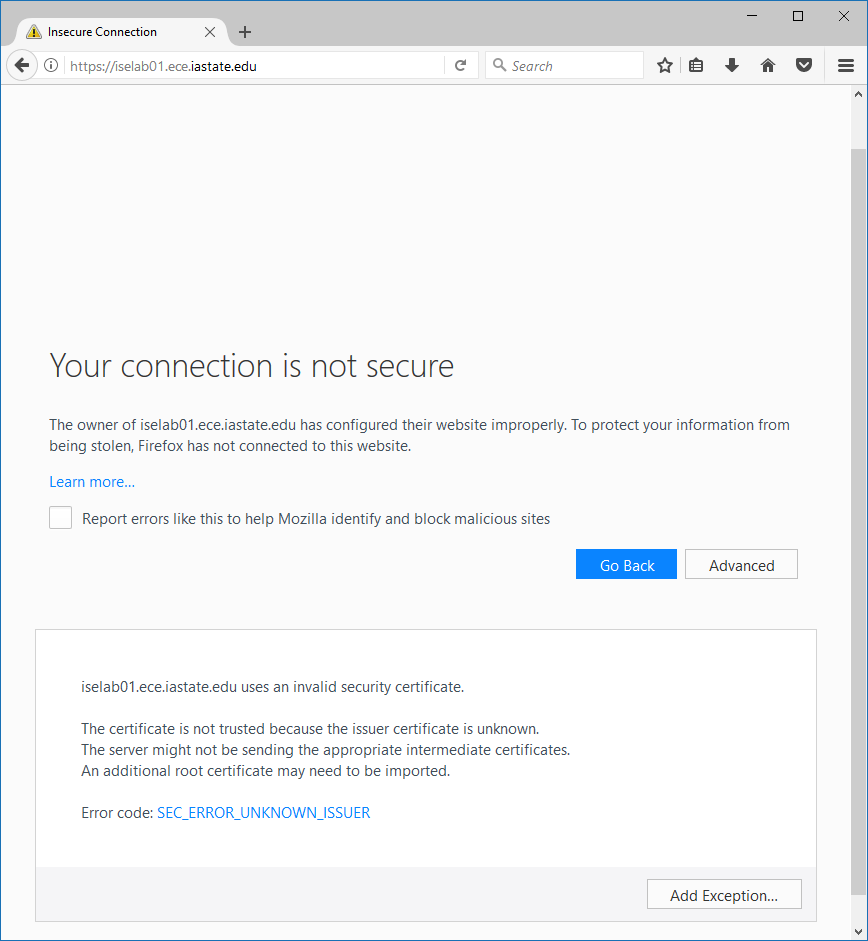 Insecure Connection
https://iselab01.ece.iastate.edu
Search
Your connection is not secure
The owner of iselab01.ece.iastate.edu has configured their website improperly. To protect your information from
being stolen, Firefox has not connected to this website.
Learn more...
Report errors like this to help Mozilla identify and block malicious sites
Go Back
Advanced
iselab01.ece.iastate.edu uses an invalid security certificate.
The certificate is not trusted because the issuer certificate is unknown.
The server might not be sending the appropriate intermediate certificates.
An additional root certificate may need to be imported.
Error code: SEC_ERROR_UNKNOWN_ISSUER
Add Exception...